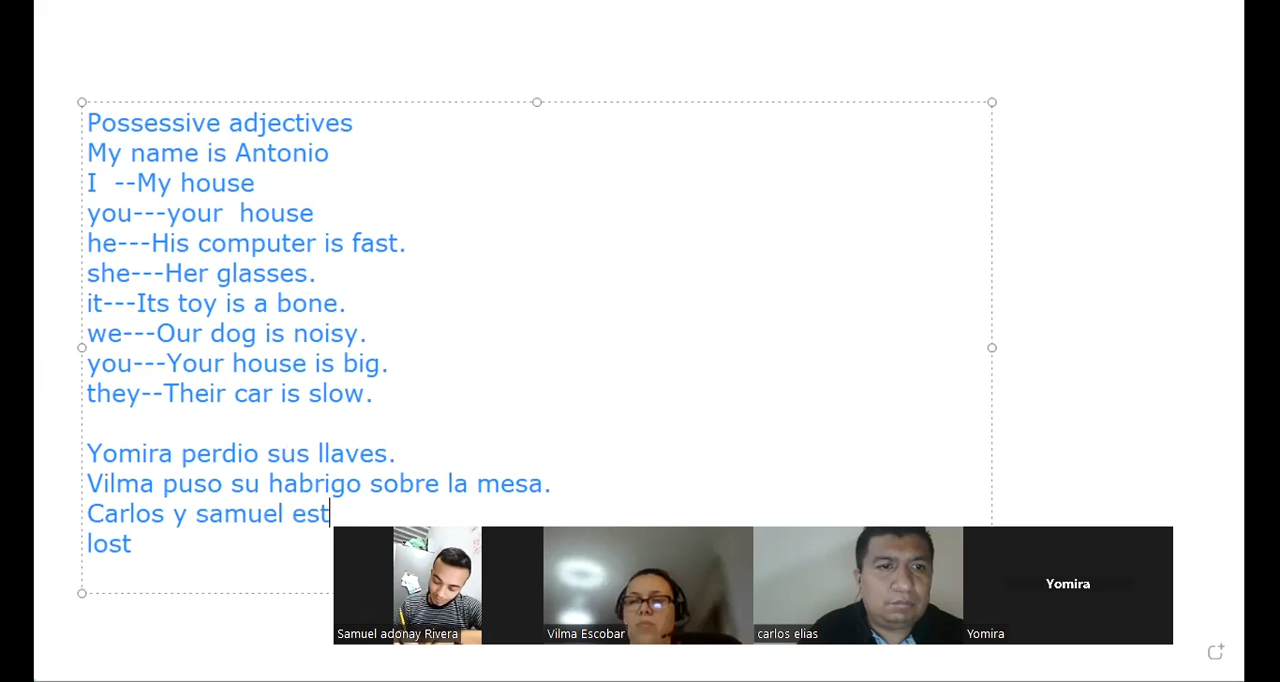 Possessive adjectives
My name is Antonio
I  --My house
you---your  house
he---His computer is fast.
she---Her glasses.
it---Its toy is a bone.
we---Our dog is noisy.
you---Your house is big.
they--Their car is slow.
Yomira perdio sus llaves.
Vilma puso su habrigo sobre la mesa.
Carlos y samuel est
lost
Yomira
Samuel adonay Rivera
Vilma Escobar
carlos elias
Yomira